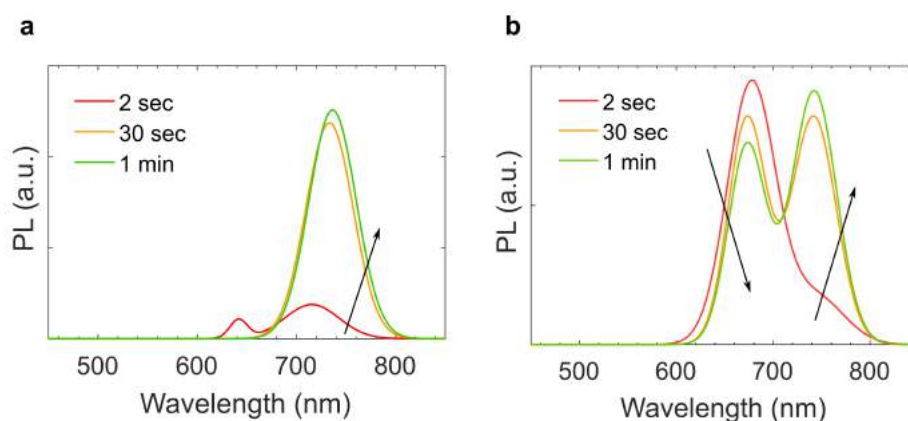 a
2 sec
30 sec
1 min
PL (a.u.)
500 600 700 800
Wavelength (nm)
b
2 sec
30 sec
1 min
PL (a.u.)
500 600 700 800
Wavelength (nm)